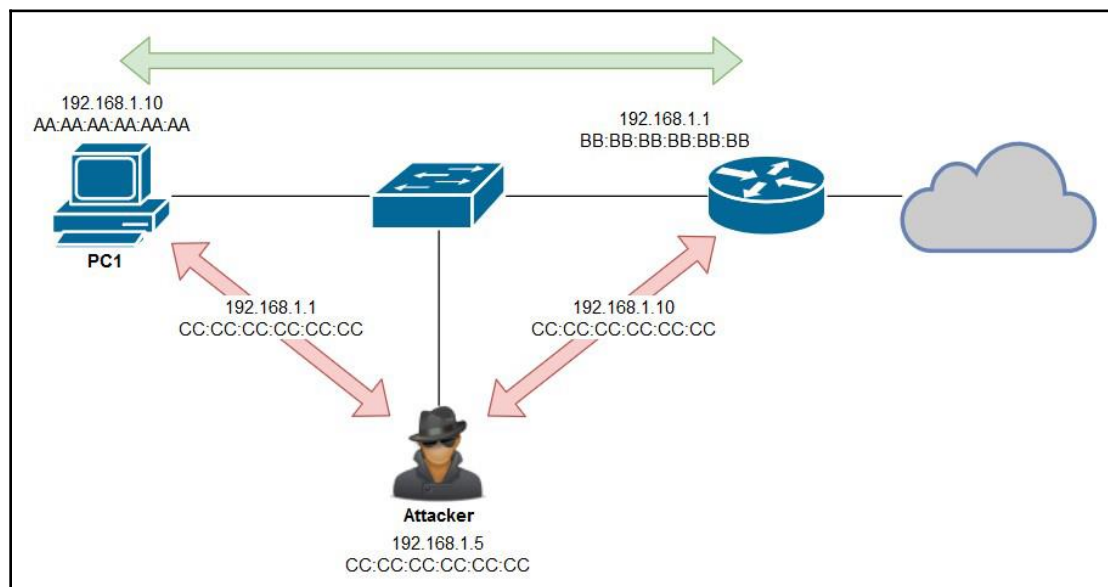 192.168.1.10
AA:AA:AA:AA:AA:AA
192.168.1.1
BB:BB:BB:BB:BB:BB
PC1
192.168.1.1
CC:CC:CC:CC:CC:CC
192.168.1.10
CC:CC:CC:CC:CC:CC
Attacker
192.168.1.5
CC:CC:CC:CC:CC:CC